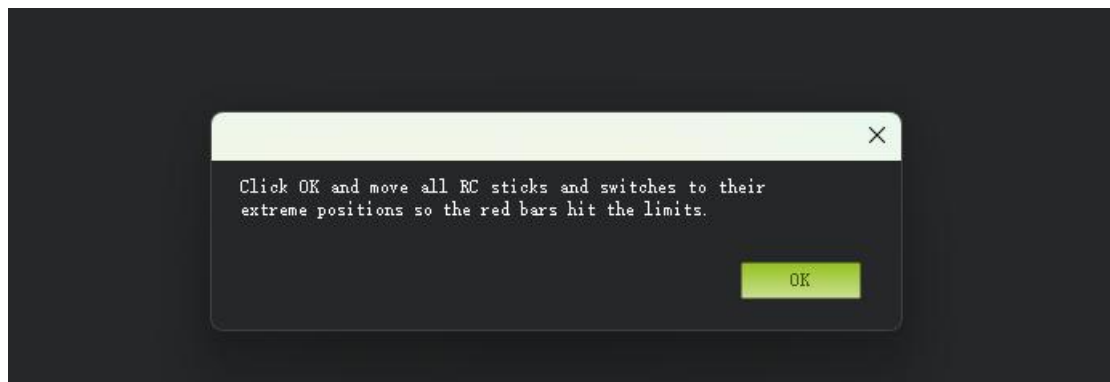 Click OK and move all RC sticks and switches to their
extreme positions so the red bars hit the limits.
OK